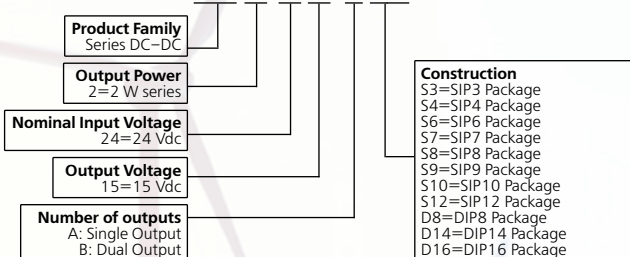 Product Family
Series DC-DC
Output Power
2=2 W series
Nominal Input Voltage
24=24 Vdc
Output Voltage
15=15 Vdc
Number of outputs
A: Single Output
B: Dual Output
Construction
S3=SIP3 Package
S4=SIP4 Package
S6=SIP6 Package
S7=SIP7 Package
S8=SIP8 Package
S9=SIP9 Package
S10=SIP10 Package
S12=SIP12 Package
D8=DIP8 Package
D14=DIP14 Package
D16=DIP16 Package